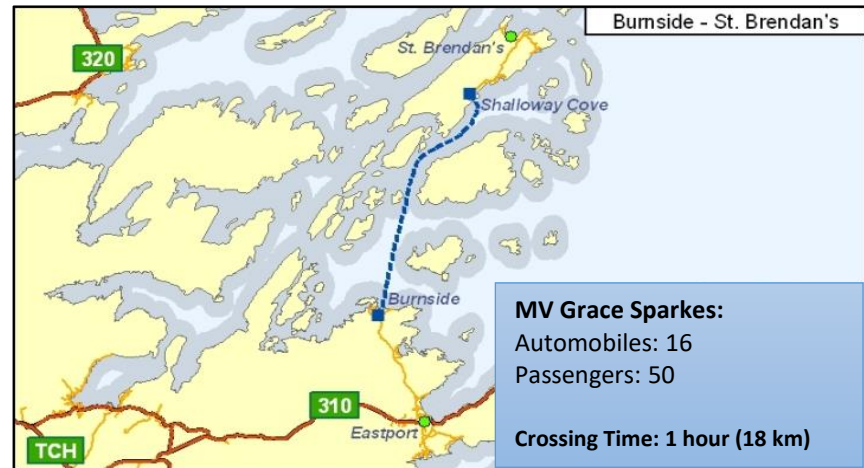 Burnside - St. Brendan's
320
St. Brendan's
Shalloway Cove
Burnside
MV Grace Sparkes:
Automobiles: 16
Passengers: 50
Crossing Time: 1 hour (18 km)
310
Eastport
TCH